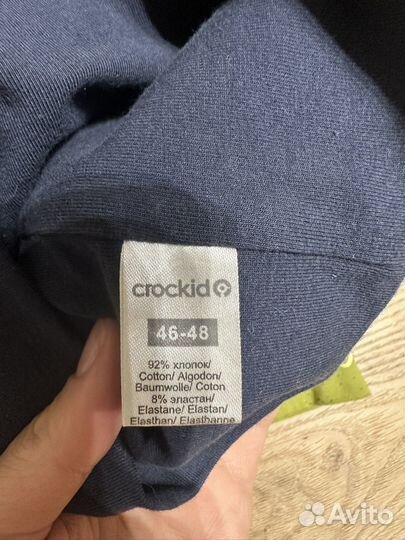 crockid
46-48
92% хлопок/
Cotton/ Algodon/
Baumwolle/ Coton
8% эластан/
Elastane/ Elastan/
Elasthan/ Elasthanne
Avito